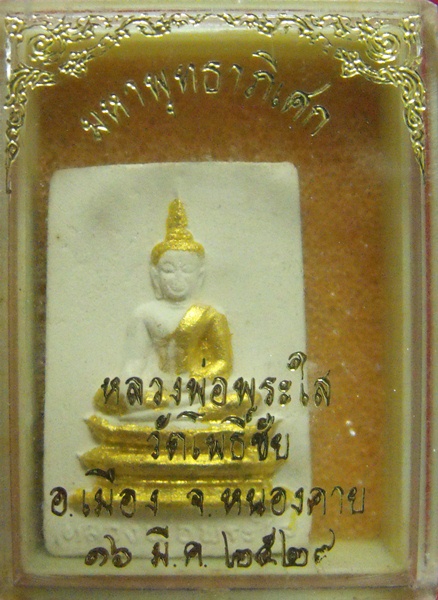 มหาพุทธาภิเศก
หลวงพ่อพระใส
วัดโพธิ์ชัย
อ.เมือง จ.หนองคาย
๑๖ มี.ค. ๒๕๒๙